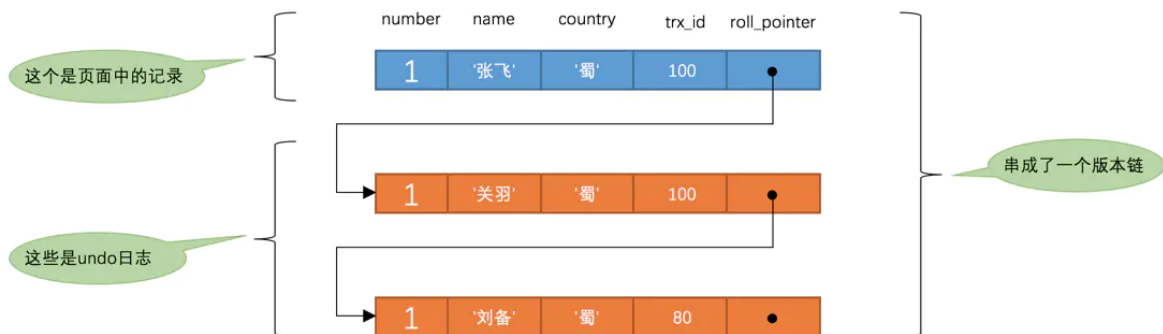 number name country trx_id roll_pointer
这个是页面中的记录
1 '张飞' '蜀' 100
串成了一个版本链
1 '关羽' '蜀' 100
这些是undo日志
1 '刘备' '蜀' 80